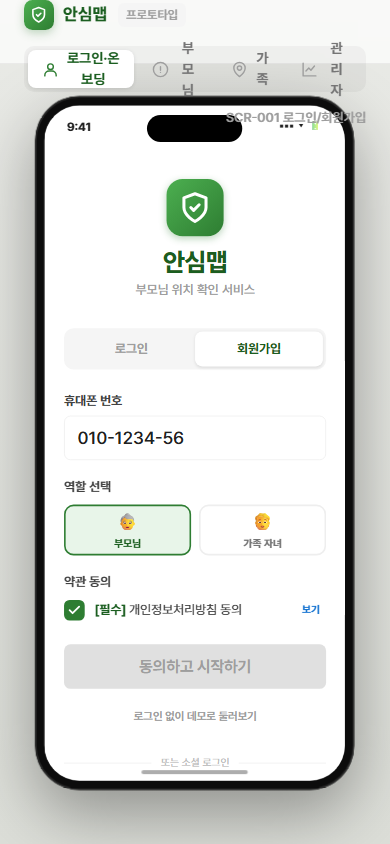 안심맵 프로토타입
로그인·온
보딩
부
모
님
가
족
관
리
자
SCR-001 로그인/회원가입
9:41
안심맵
부모님 위치 확인 서비스
로그인 회원가입
휴대폰 번호
010-1234-56
역할 선택
부모님 가족 자녀
약관 동의
[필수] 개인정보처리방침 동의 보기
동의하고 시작하기
로그인 없이 데모로 둘러보기
또는 소셜 로그인